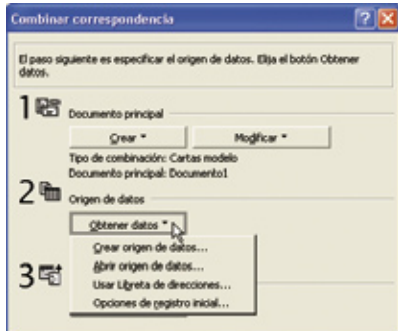 Combinar correspondencia
El paso siguiente es especificar el origen de datos. Elija el botón Obtener
datos.
1 Documento principal
Crear Modificar
Tipo de combinación: Cartas modelo
Documento principal: Documento1
2 Origen de datos
Obtener datos
Crear origen de datos...
Abrir origen de datos...
3 Usar Libreta de direcciones...
Opciones de registro inicial...